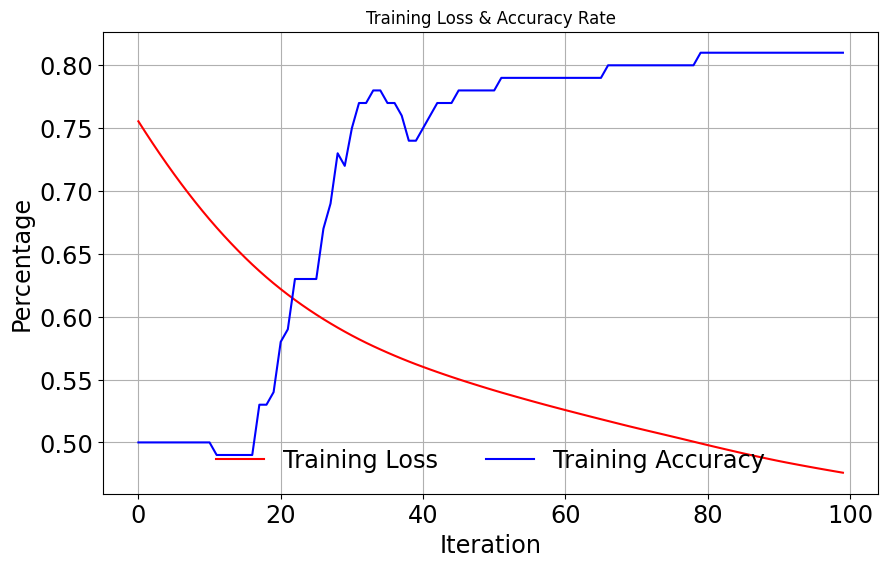 Training Loss & Accuracy Rate
0.80
0.75
0.70
0.65
0.60
0.55
0.50
Percentage
Training Loss Training Accuracy
0 20 40 60 80 100
Iteration